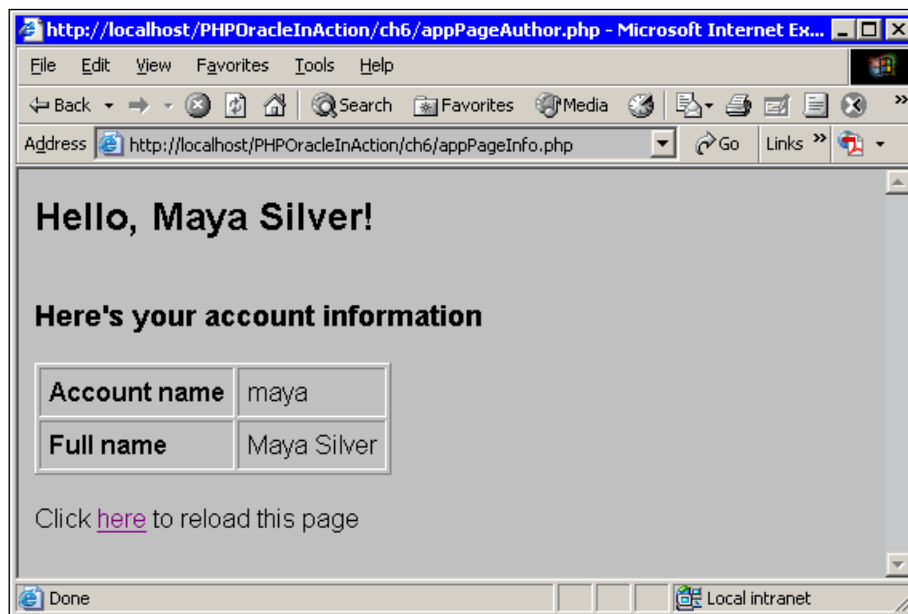 http://localhost/PHPOracleInAction/ch6/appPageAuthor.php - Microsoft Internet Ex...
File Edit View Favorites Tools Help
Back Search Favorites Media »
Address http://localhost/PHPOracleInAction/ch6/appPageInfo.php Go Links »
Hello, Maya Silver!
Here's your account information
Account name maya
Full name Maya Silver
Click here to reload this page
Done Local intranet